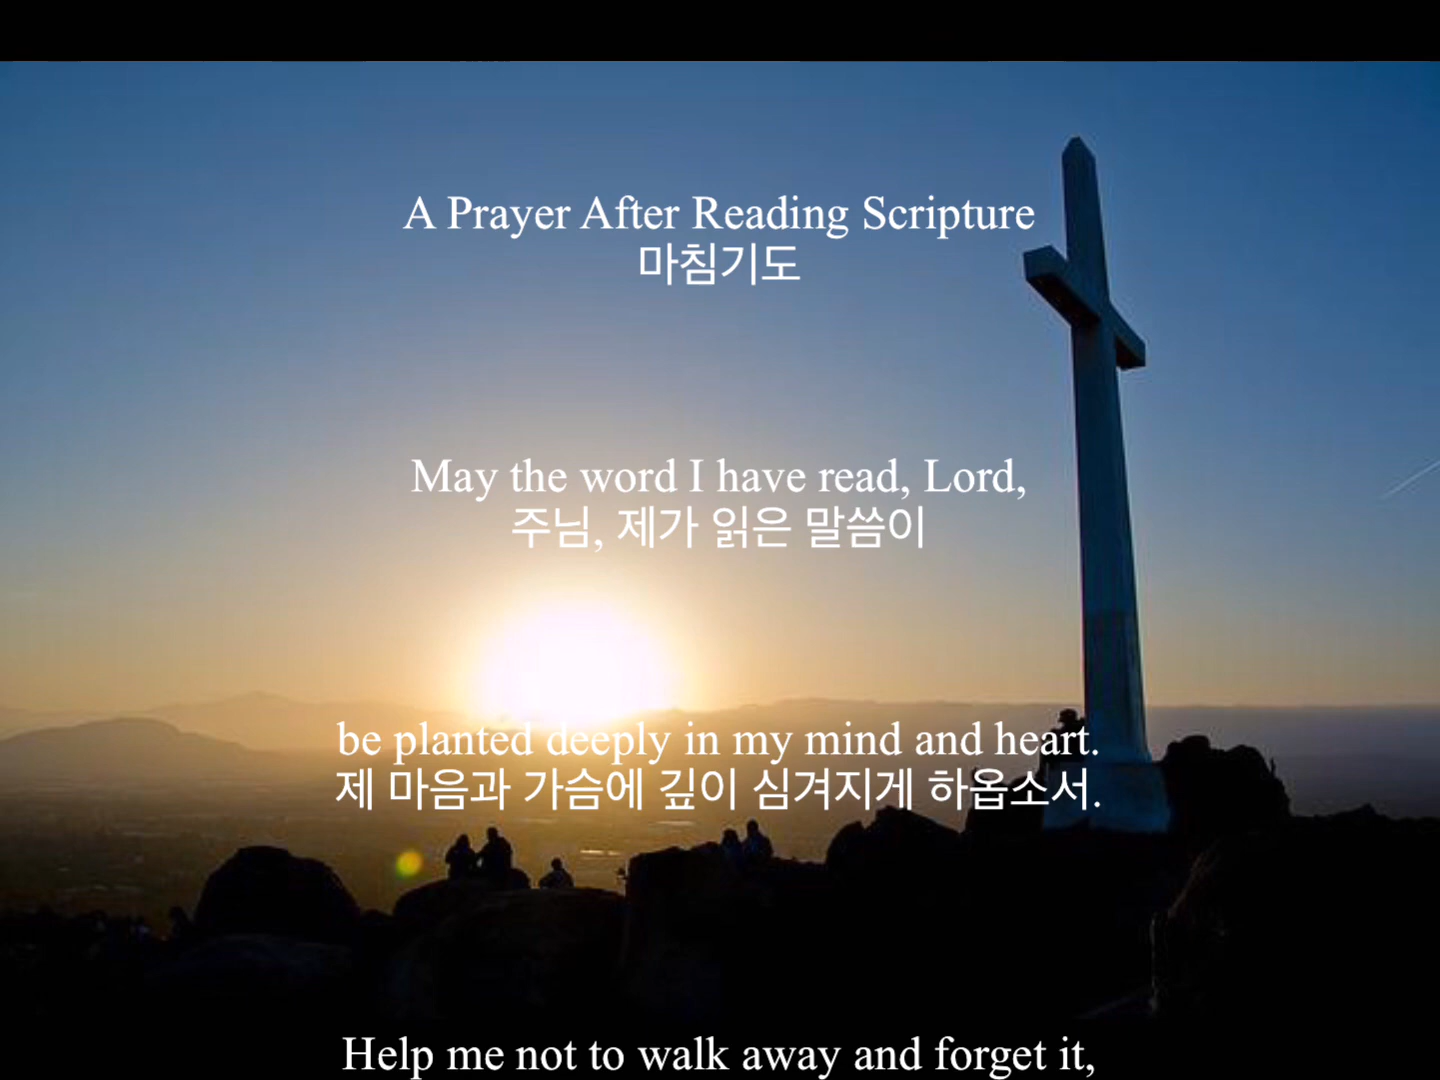 A Prayer After Reading Scripture
마침기도
May the word I have read, Lord,
주님, 제가 읽은 말씀이
be planted deeply in my mind and heart.
제 마음과 가슴에 깊이 심겨지게 하옵소서.
Help me not to walk away and forget it,